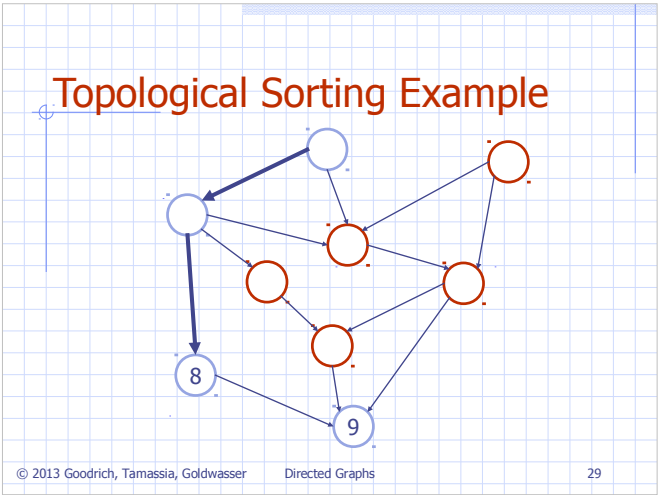 Topological Sorting Example
8
9
© 2013 Goodrich, Tamassia, Goldwasser Directed Graphs 29